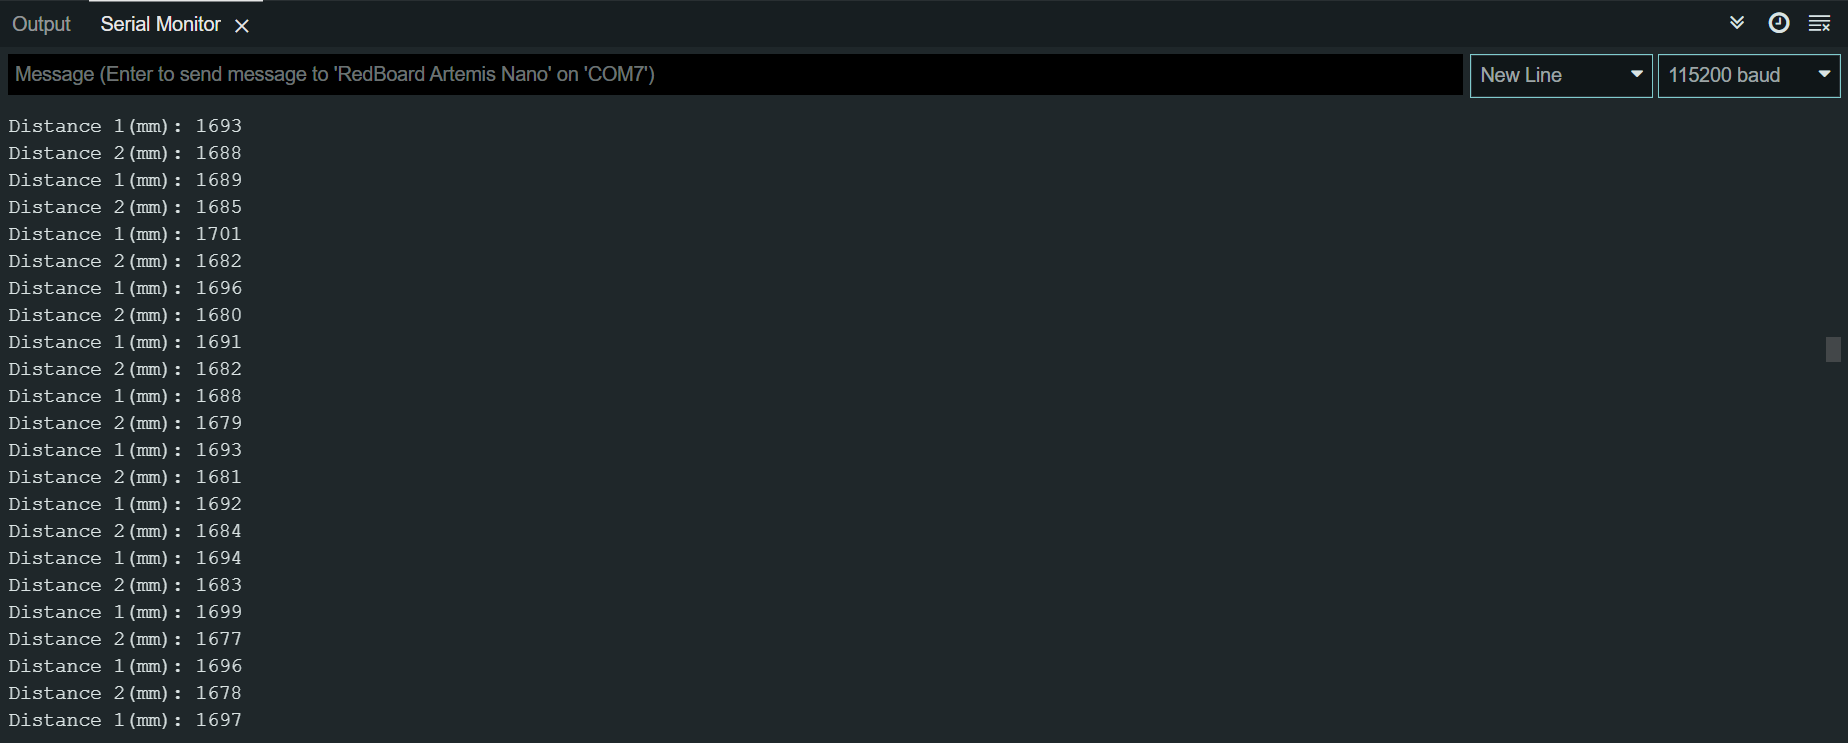 Output Serial Monitor
Message (Enter to send message to 'RedBoard Artemis Nano' on 'COM7') New Line 115200 baud
Distance 1(mm): 1693
Distance 2(mm): 1688
Distance 1(mm): 1689
Distance 2(mm): 1685
Distance 1(mm): 1701
Distance 2(mm): 1682
Distance 1(mm): 1696
Distance 2(mm): 1680
Distance 1(mm): 1691
Distance 2(mm): 1682
Distance 1(mm): 1688
Distance 2(mm): 1679
Distance 1(mm): 1693
Distance 2(mm): 1681
Distance 1(mm): 1692
Distance 2(mm): 1684
Distance 1(mm): 1694
Distance 2(mm): 1683
Distance 1(mm): 1699
Distance 2(mm): 1677
Distance 1(mm): 1696
Distance 2(mm): 1678
Distance 1(mm): 1697